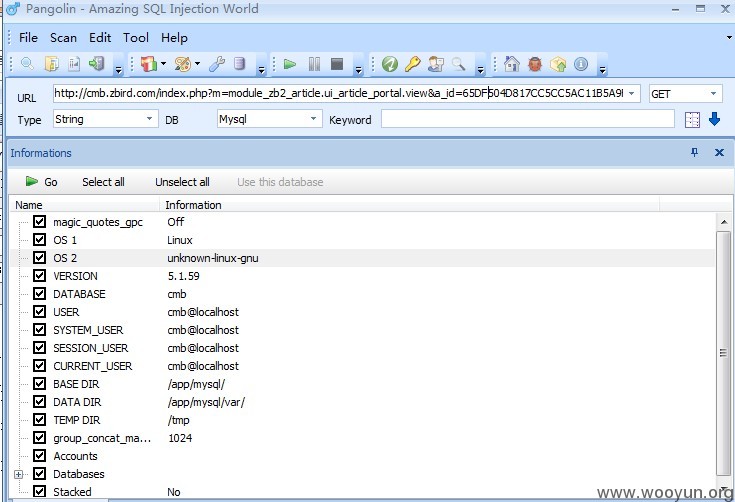 Pangolin - Amazing SQL Injection World
File Scan Edit Tool Help
URL http://cmb.zbird.com/index.php?m=module_zb2_article.ui_article_portal.view&a_id=65DF504D817CC5CC5AC11B5A9I GET
Type String DB Mysql Keyword
Informations
Go Select all Unselect all Use this database
Name Information
magic_quotes_gpc Off
OS 1 Linux
OS 2 unknown-linux-gnu
VERSION 5.1.59
DATABASE cmb
USER cmb@localhost
SYSTEM_USER cmb@localhost
SESSION_USER cmb@localhost
CURRENT_USER cmb@localhost
BASE DIR /app/mysql/
DATA DIR /app/mysql/var/
TEMP DIR /tmp
group_concat_ma... 1024
Accounts
Databases
Stacked No
www.wooyun.org